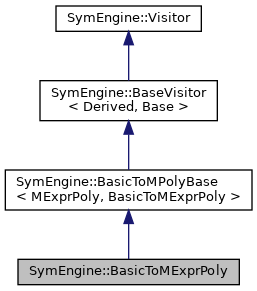 SymEngine::Visitor
SymEngine::BaseVisitor
< Derived, Base >
SymEngine::BasicToMPolyBase
< MExprPoly, BasicToMExprPoly >
SymEngine::BasicToMExprPoly